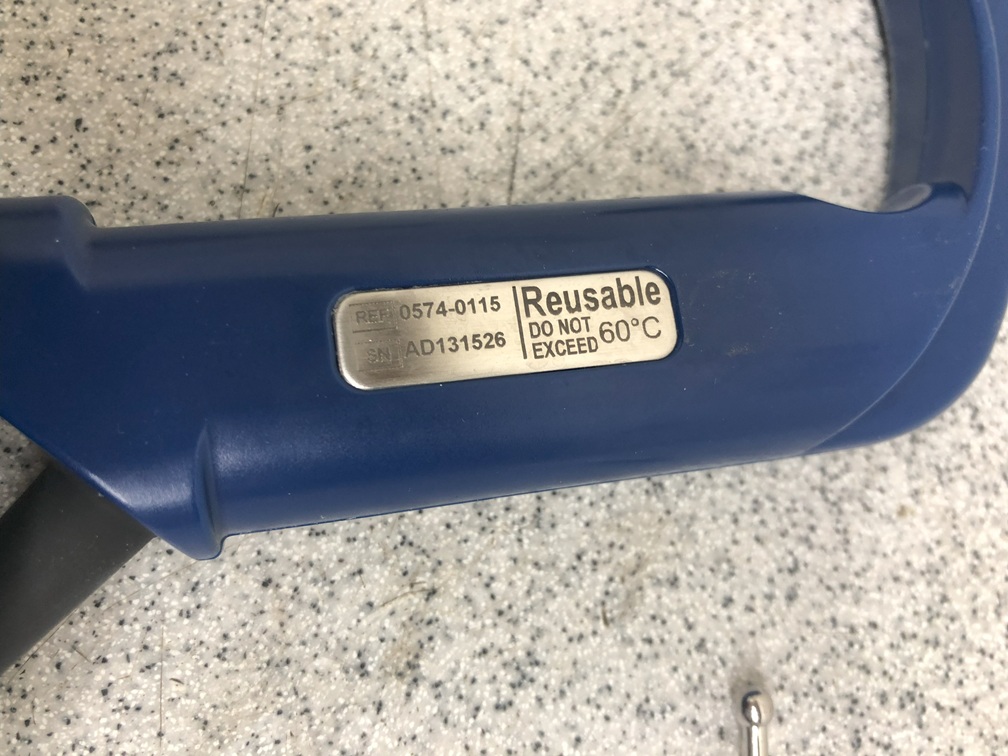 REF 0574-0115
SN AD131526
Reusable
DO NOT
EXCEED
60°C